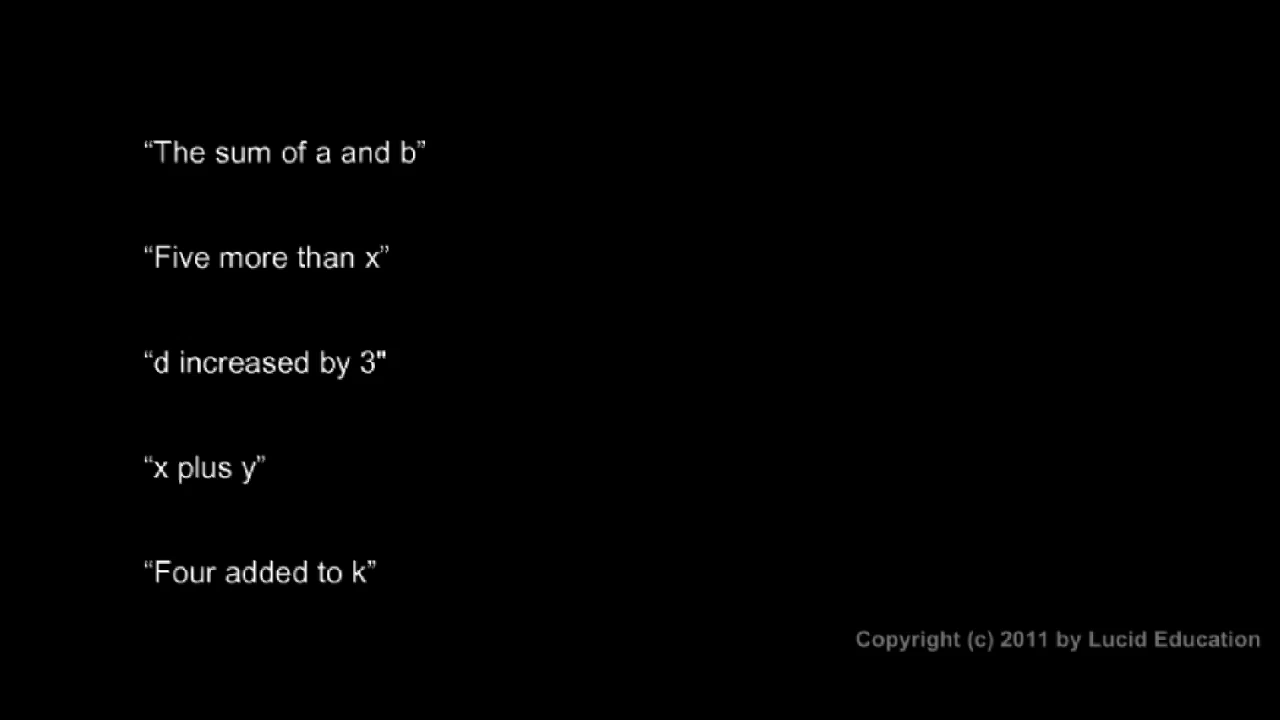 “The sum of a and b”
“Five more than x”
“d increased by 3"
“x plus y”
“Four added to k”
Copyright (c) 2011 by Lucid Education